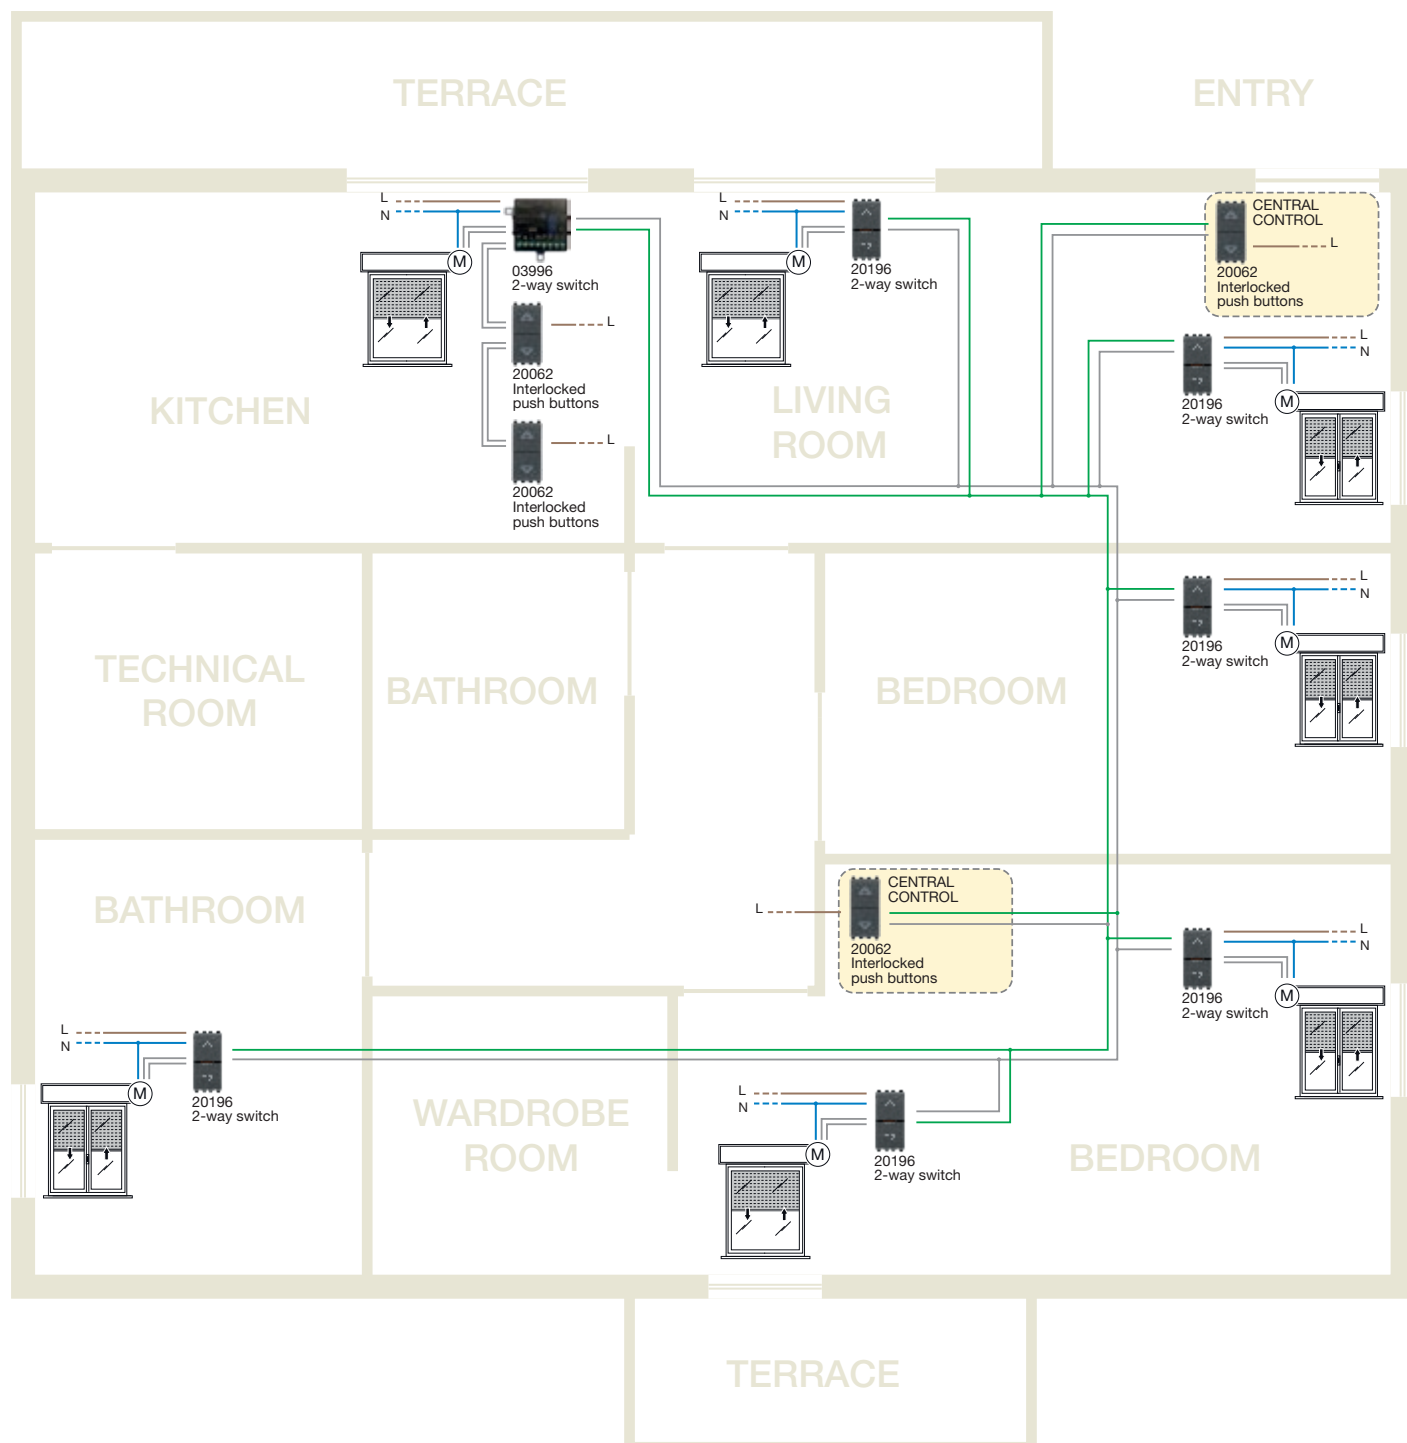 TERRACE
ENTRY
L
N
M
03996
2-way switch
L
20062
Interlocked
push buttons
L
20062
Interlocked
push buttons
KITCHEN
L
N
M
20196
2-way switch
LIVING
ROOM
CENTRAL
CONTROL
L
20062
Interlocked
push buttons
L
N
M
20196
2-way switch
TECHNICAL
ROOM
BATHROOM
BEDROOM
L
N
M
20196
2-way switch
BATHROOM
L
CENTRAL
CONTROL
20062
Interlocked
push buttons
L
N
M
20196
2-way switch
L
N
M
20196
2-way switch
WARDROBE
ROOM
L
N
M
20196
2-way switch
BEDROOM
TERRACE